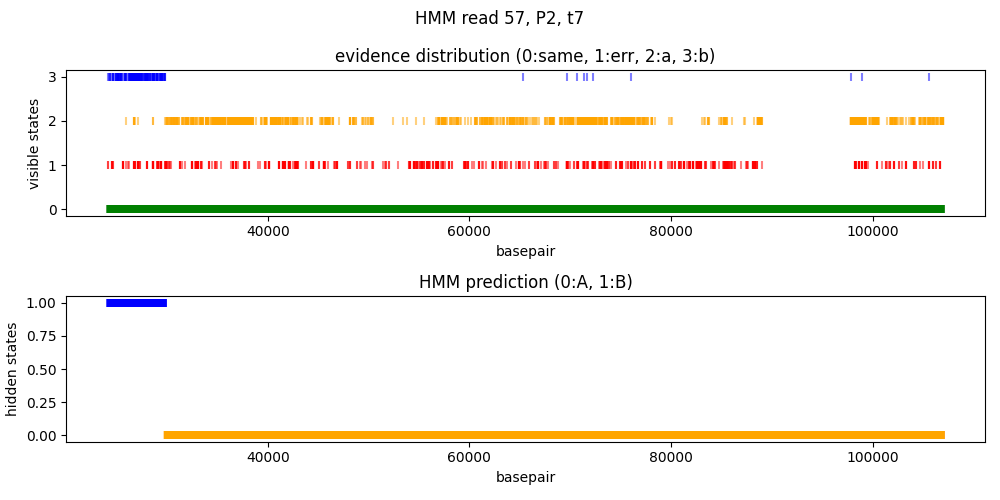 HMM read 57, P2, t7
evidence distribution (0:same, 1:err, 2:a, 3:b)
visible states
3
2
1
0
40000 60000 80000 100000
basepair
HMM prediction (0:A, 1:B)
hidden states
1.00
0.75
0.50
0.25
0.00
40000 60000 80000 100000
basepair